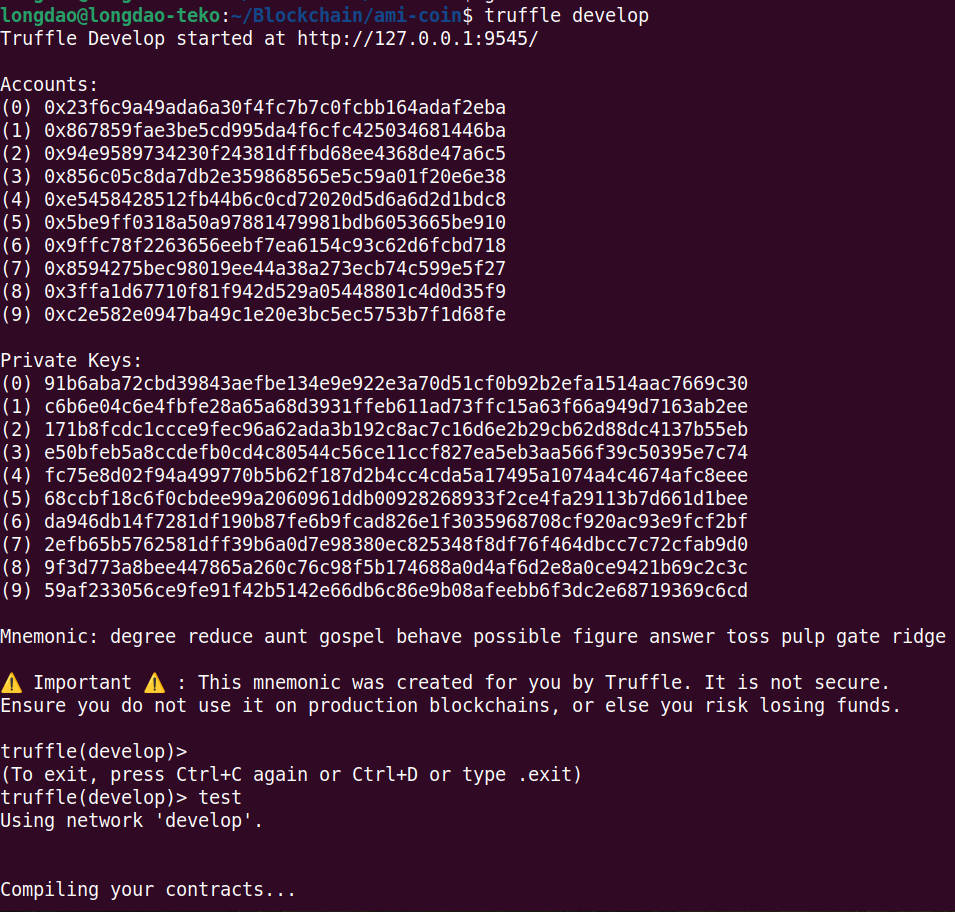 longdao@longdao-teko:~/Blockchain/ami-coin$ truffle develop
Truffle Develop started at http://127.0.0.1:9545/
Accounts:
(0) 0x23f6c9a49ada6a30f4fc7b7c0fcbb164adaf2eba
(1) 0x867859fae3be5cd995da4f6cfc425034681446ba
(2) 0x94e9589734230f24381dffbd68ee4368de47a6c5
(3) 0x856c05c8da7db2e359868565e5c59a01f20e6e38
(4) 0xe5458428512fb44b6c0cd72020d5d6a6d2d1bdc8
(5) 0x5be9ff0318a50a97881479981bdb6053665be910
(6) 0x9ffc78f2263656eebf7ea6154c93c62d6fcbd718
(7) 0x8594275bec98019ee44a38a273ecb74c599e5f27
(8) 0x3ffa1d67710f81f942d529a05448801c4d0d35f9
(9) 0xc2e582e0947ba49c1e20e3bc5ec5753b7f1d68fe
Private Keys:
(0) 91b6aba72cbd39843aefbe134e9e922e3a70d51cf0b92b2efa1514aac7669c30
(1) c6b6e04c6e4fbfe28a65a68d3931ffeb611ad73ffc15a63f66a949d7163ab2ee
(2) 171b8fcdc1ccce9fec96a62ada3b192c8ac7c16d6e2b29cb62d88dc4137b55eb
(3) e50bfeb5a8ccdefb0cd4c80544c56ce11ccf827ea5eb3aa566f39c50395e7c74
(4) fc75e8d02f94a499770b5b62f187d2b4cc4cda5a17495a1074a4c4674afc8eee
(5) 68ccbf18c6f0cbdee99a2060961ddb00928268933f2ce4fa29113b7d661d1bee
(6) da946db14f7281df190b87fe6b9fcad826e1f3035968708cf920ac93e9fcf2bf
(7) 2efb65b5762581dff39b6a0d7e98380ec825348f8df76f464dbcc7c72cfab9d0
(8) 9f3d773a8bee447865a260c76c98f5b174688a0d4af6d2e8a0ce9421b69c2c3c
(9) 59af233056ce9fe91f42b5142e66db6c86e9b08afeebb6f3dc2e68719369c6cd
Mnemonic: degree reduce aunt gospel behave possible figure answer toss pulp gate ridge
⚠️ Important ⚠️ : This mnemonic was created for you by Truffle. It is not secure.
Ensure you do not use it on production blockchains, or else you risk losing funds.
truffle(develop)>
(To exit, press Ctrl+C again or Ctrl+D or type .exit)
truffle(develop)> test
Using network 'develop'.
Compiling your contracts...